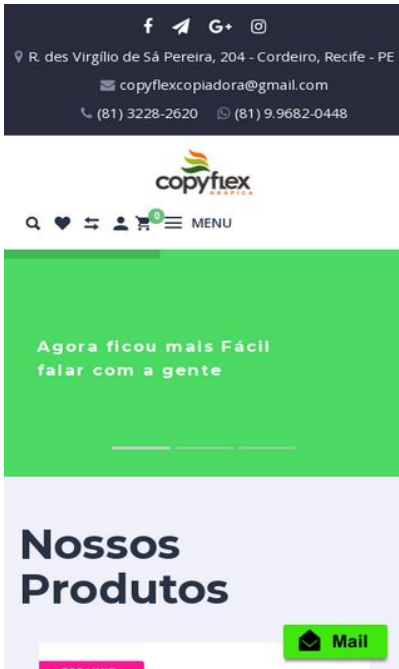 R. des Virgílio de Sá Pereira, 204 - Cordeiro, Recife - PE
copyflexcopiadora@gmail.com
(81) 3228-2620 (81) 9.9682-0448
copyflex
GRÁFICA
0
MENU
Agora ficou mais Fácil
falar com a gente
Nossos
Produtos
Mail